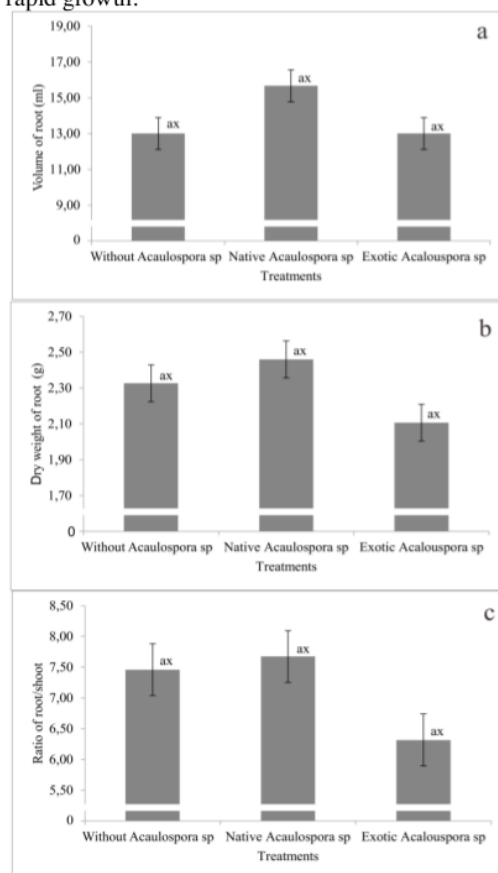 rapid growth.
a
19,00
17,00
15,00
13,00
11,00
9,00
0
Volume of root (ml)
ax
ax
ax
Without Acaulospora sp Native Acaulospora sp Exotic Acalouspora sp
Treatments
b
2,70
2,50
2,30
2,10
1,90
1,70
0
Dry weight of root (g)
ax
ax
ax
Without Acaulospora sp Native Acaulospora sp Exotic Acalouspora sp
Treatments
c
8,50
8,00
7,50
7,00
6,50
6,00
5,50
0
Ratio of root/shoot
ax
ax
ax
Without Acaulospora sp Native Acaulospora sp Exotic Acalouspora sp
Treatments